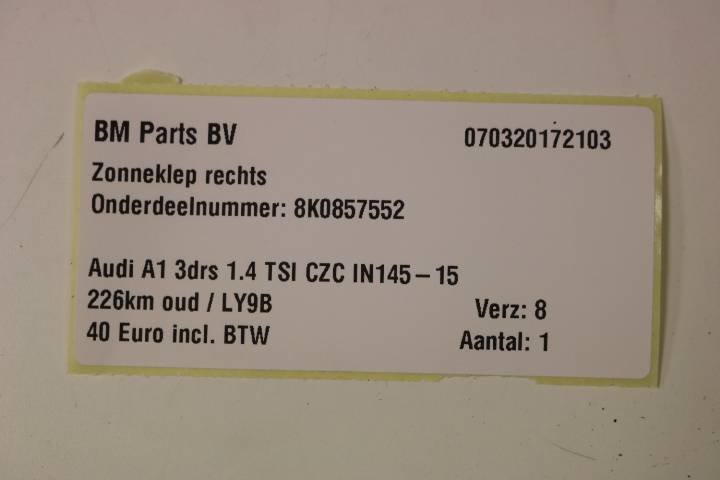 BM Parts BV 070320172103
Zonneklep rechts
Onderdeelnummer: 8K0857552
Audi A1 3drs 1.4 TSI CZC IN145-15
226km oud / LY9B Verz: 8
40 Euro incl. BTW Aantal: 1